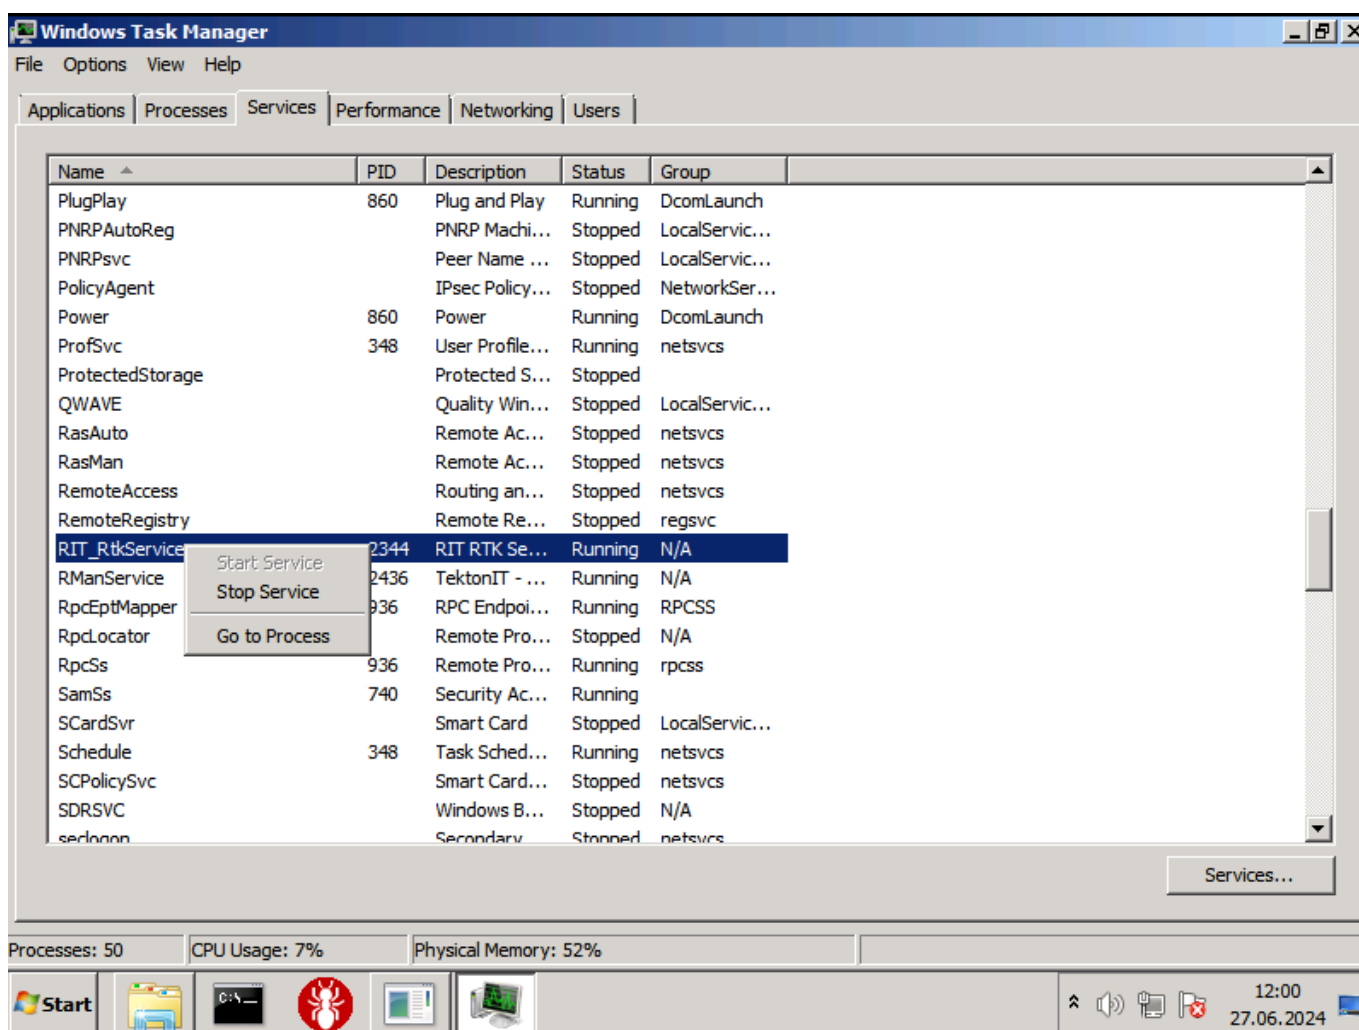 Windows Task Manager
File Options View Help
Applications Processes Services Performance Networking Users
Name PID Description Status Group
PlugPlay 860 Plug and Play Running DcomLaunch
PNRPAutoReg PNRP Machi... Stopped LocalServic...
PNRPsvc Peer Name ... Stopped LocalServic...
PolicyAgent IPsec Policy... Stopped NetworkSer...
Power 860 Power Running DcomLaunch
ProfSvc 348 User Profile... Running netsvcs
ProtectedStorage Protected S... Stopped
QWAVE Quality Win... Stopped LocalServic...
RasAuto Remote Ac... Stopped netsvcs
RasMan Remote Ac... Stopped netsvcs
RemoteAccess Routing an... Stopped netsvcs
RemoteRegistry Remote Re... Stopped regsvc
RIT_RtkService 2344 RIT RTK Se... Running N/A
Start Service
RManService 2436 TektonIT - ... Running N/A
Stop Service
RpcEptMapper 936 RPC Endpoi... Running RPCSS
RpcLocator Go to Process Remote Pro... Stopped N/A
RpcSs 936 Remote Pro... Running rpcss
SamSs 740 Security Ac... Running
SCardSvr Smart Card Stopped LocalServic...
Schedule 348 Task Sched... Running netsvcs
SCPolicySvc Smart Card... Stopped netsvcs
SDRSVC Windows B... Stopped N/A
seclogon Secondary Stopped netsvcs
Services...
Processes: 50 CPU Usage: 7% Physical Memory: 52%
Start C:\_ 12:00
27.06.2024